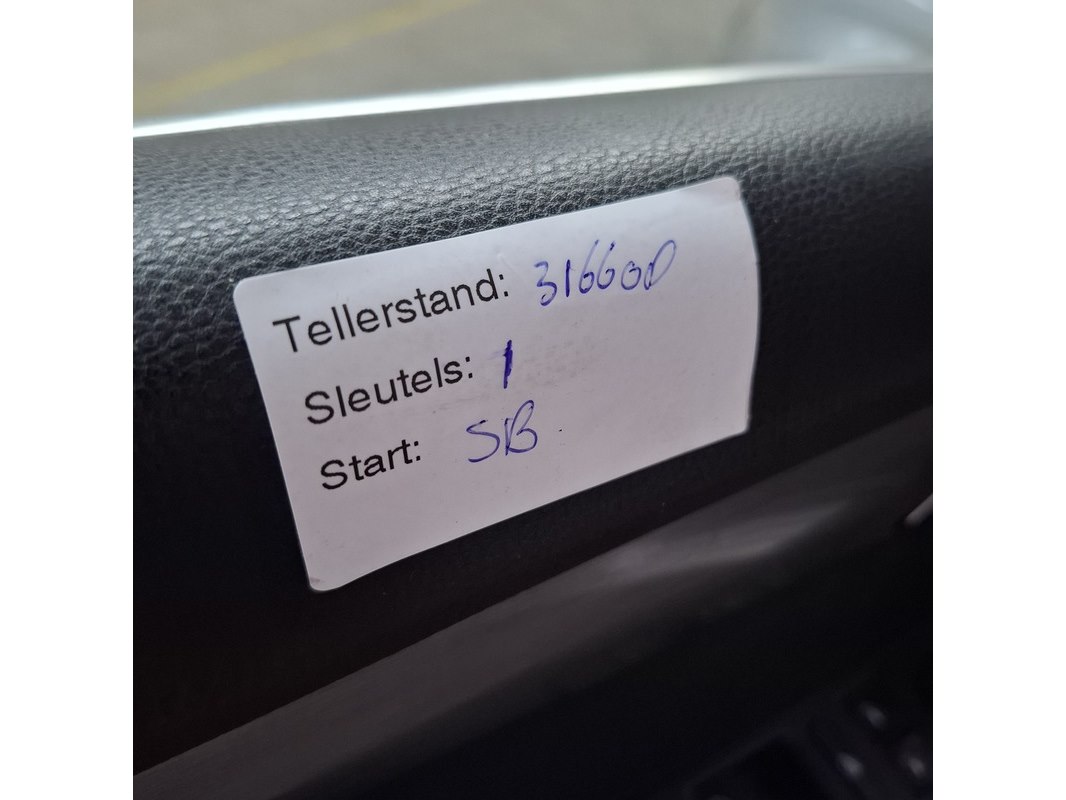 Tellerstand: 316600
Sleutels: 1
Start: SB